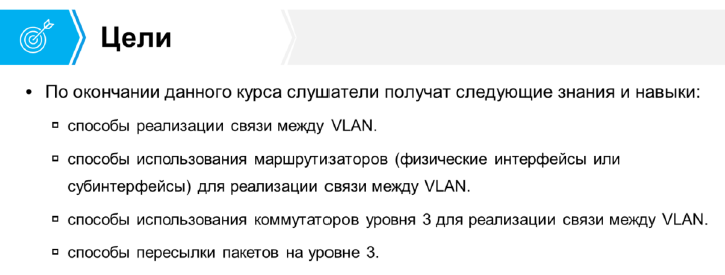 Цели
• По окончании данного курса слушатели получат следующие знания и навыки:
▫ способы реализации связи между VLAN.
▫ способы использования маршрутизаторов (физические интерфейсы или
субинтерфейсы) для реализации связи между VLAN.
▫ способы использования коммутаторов уровня 3 для реализации связи между VLAN.
▫ способы пересылки пакетов на уровне 3.